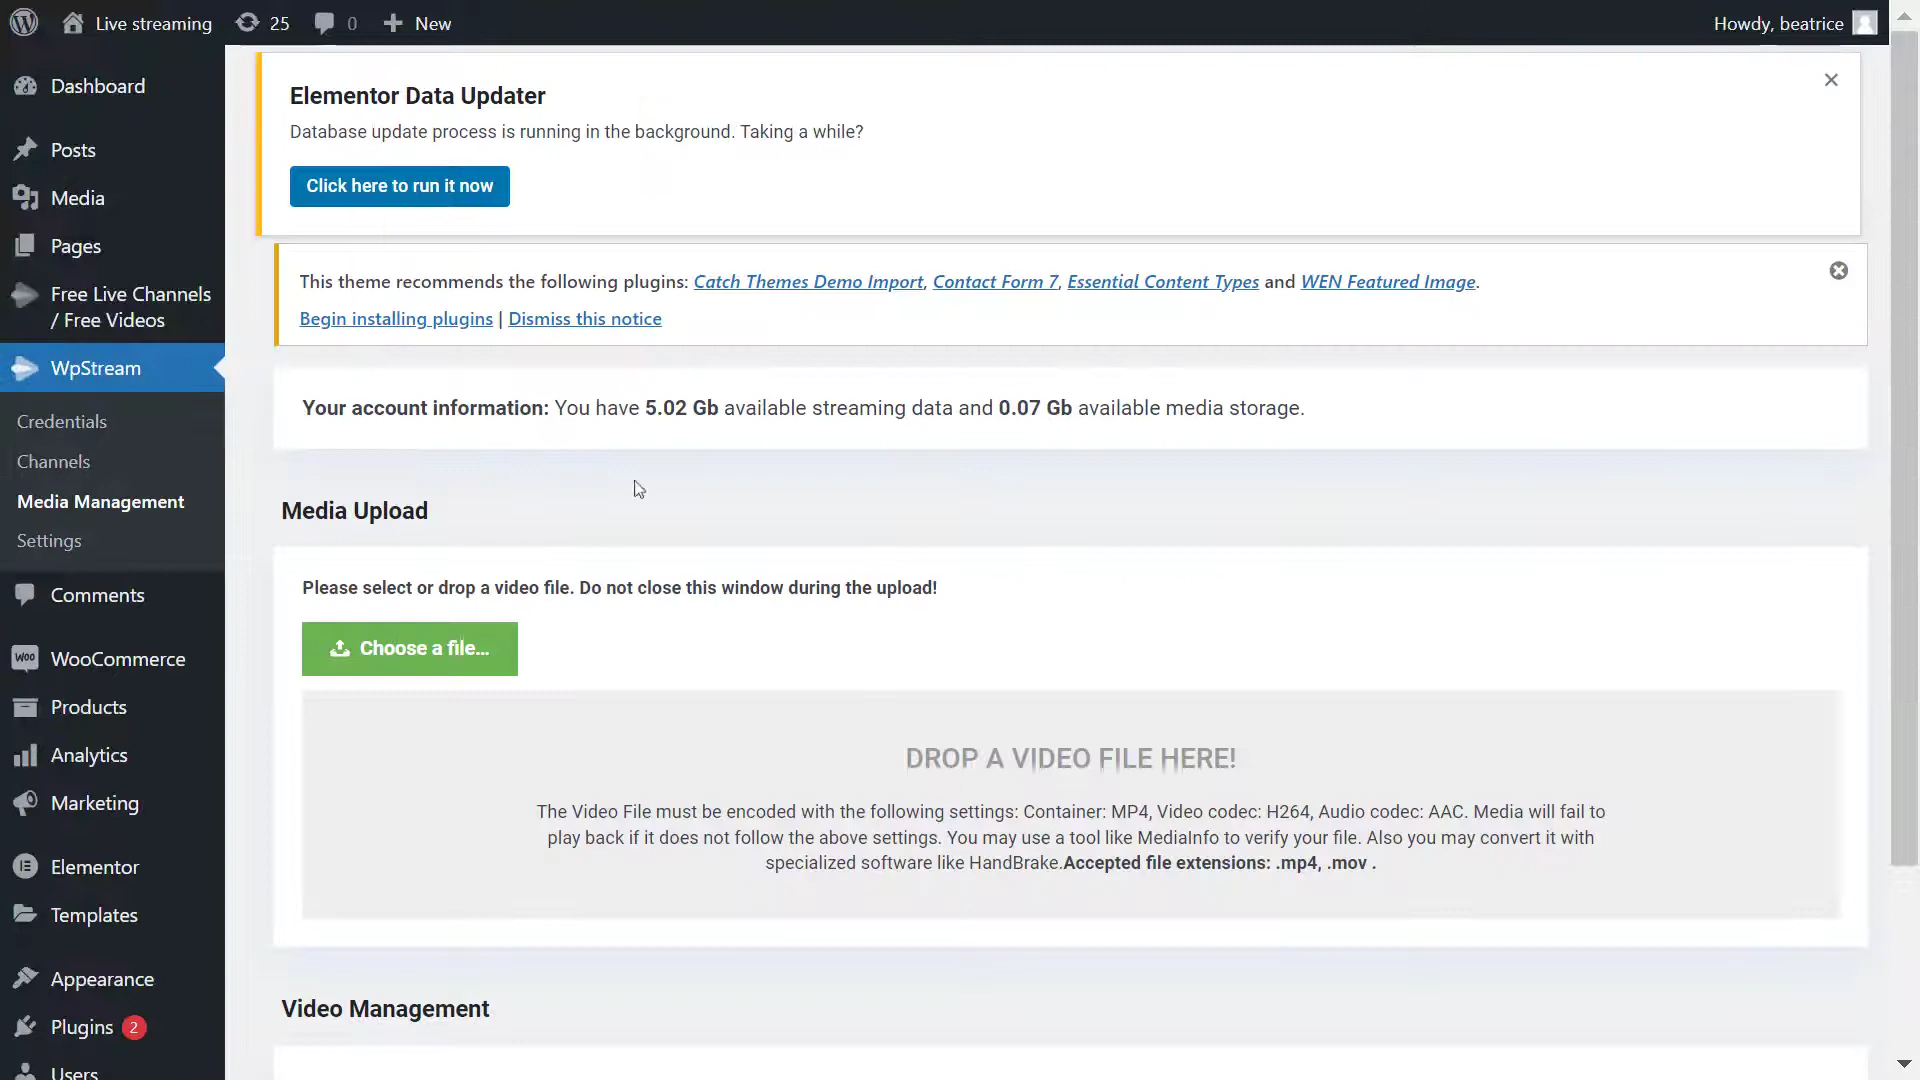 Live streaming
25
0
New
Howdy, beatrice
Dashboard
Posts
Media
Pages
Free Live Channels
/ Free Videos
WpStream
Credentials
Channels
Media Management
Settings
Comments
WooCommerce
Products
Analytics
Marketing
Elementor
Templates
Appearance
Plugins 2
Users
Elementor Data Updater
Database update process is running in the background. Taking a while?
Click here to run it now
This theme recommends the following plugins: Catch Themes Demo Import, Contact Form 7, Essential Content Types and WEN Featured Image.
Begin installing plugins | Dismiss this notice
Your account information: You have 5.02 Gb available streaming data and 0.07 Gb available media storage.
Media Upload
Please select or drop a video file. Do not close this window during the upload!
Choose a file...
DROP A VIDEO FILE HERE!
The Video File must be encoded with the following settings: Container: MP4, Video codec: H264, Audio codec: AAC. Media will fail to
play back if it does not follow the above settings. You may use a tool like MediaInfo to verify your file. Also you may convert it with
specialized software like HandBrake.Accepted file extensions: .mp4, .mov .
Video Management